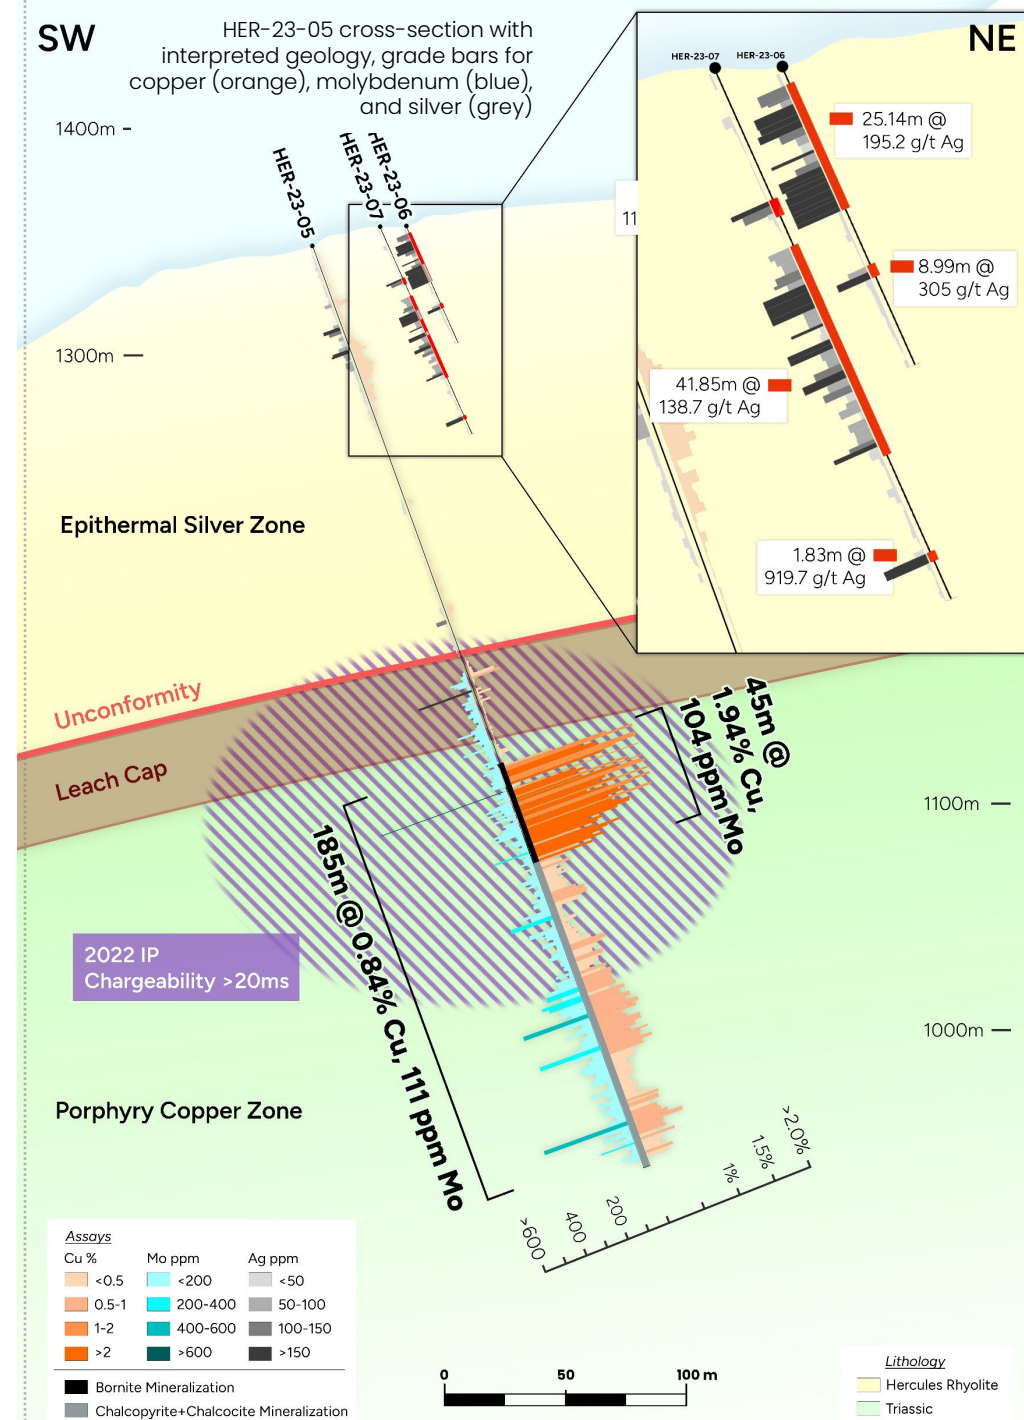 SW
HER-23-05 cross-section with
interpreted geology, grade bars for
copper (orange), molybdenum (blue),
and silver (grey)
NE
HER-23-07
HER-23-06
1400m
HER-23-05
HER-23-07
HER-23-06
25.14m @
195.2 g/t Ag
11
8.99m @
305 g/t Ag
1300m
41.85m @
138.7 g/t Ag
Epithermal Silver Zone
1.83m @
919.7 g/t Ag
Unconformity
Leach Cap
45m @
1.94% Cu,
104 ppm Mo
1100m
185m @ 0.84% Cu, 111 ppm Mo
2022 IP
Chargeability >20ms
1000m
Porphyry Copper Zone
>2.0%
1.5%
1%
200
400
>600
Assays
Cu % Mo ppm Ag ppm
<0.5 <200 <50
0.5-1 200-400 50-100
1-2 400-600 100-150
>2 >600 >150
Bornite Mineralization
Chalcopyrite+Chalcocite Mineralization
0 50 100 m
Lithology
Hercules Rhyolite
Triassic